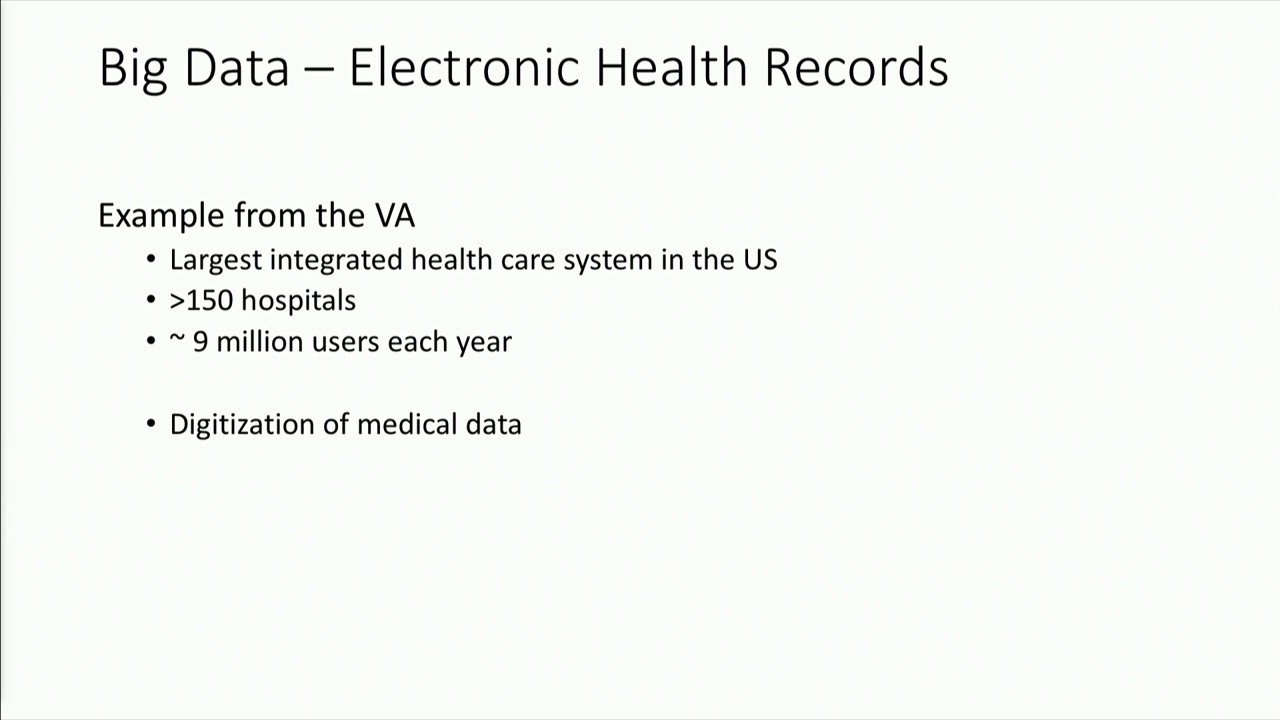 Big Data – Electronic Health Records
Example from the VA
• Largest integrated health care system in the US
• >150 hospitals
• ~ 9 million users each year
• Digitization of medical data